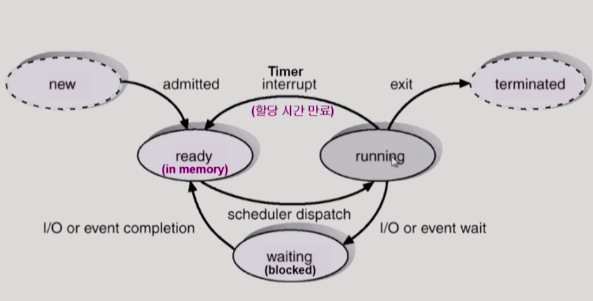 new
admitted
Timer
interrupt
(할당 시간 만료)
exit
terminated
ready
(in memory)
running
scheduler dispatch
I/O or event completion
I/O or event wait
waiting
(blocked)